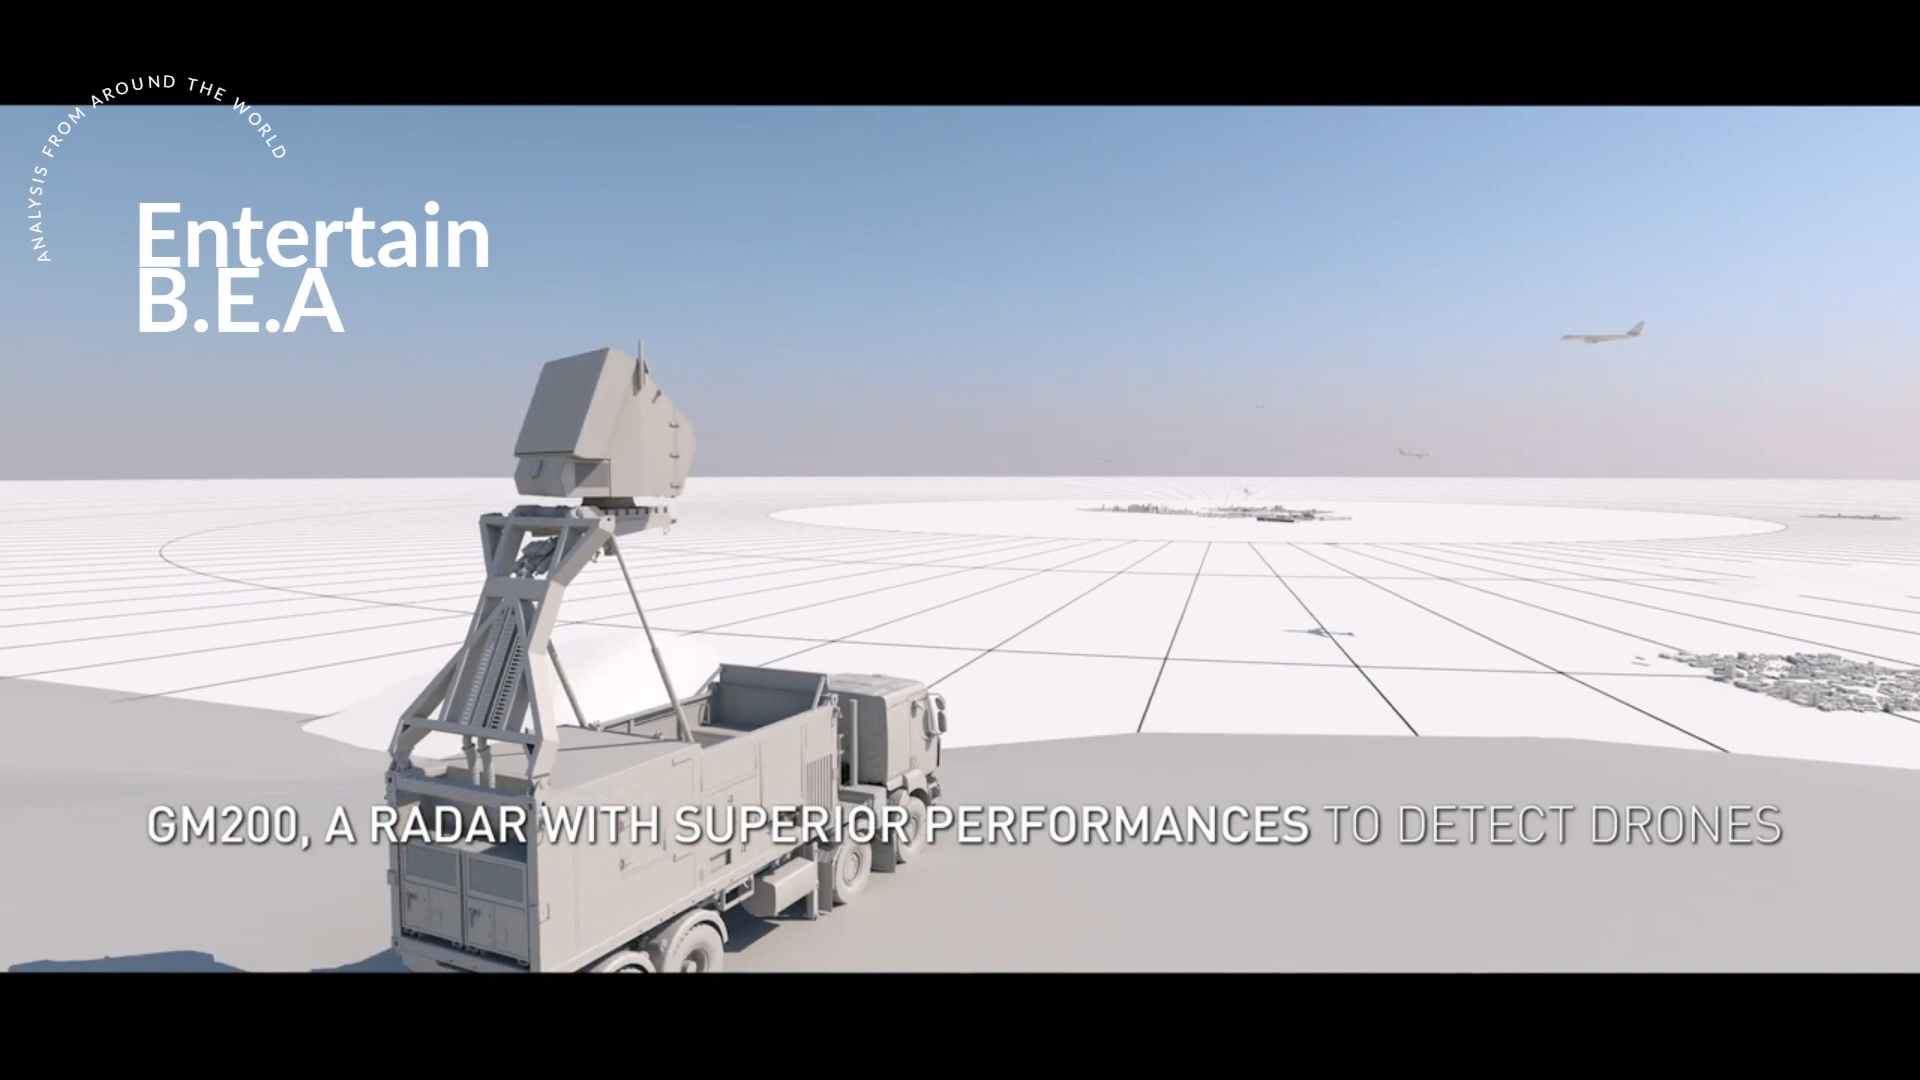 ANALYSIS FROM AROUND THE WORLD
Entertain
B.E.A
GM200, A RADAR WITH SUPERIOR PERFORMANCES TO DETECT DRONES